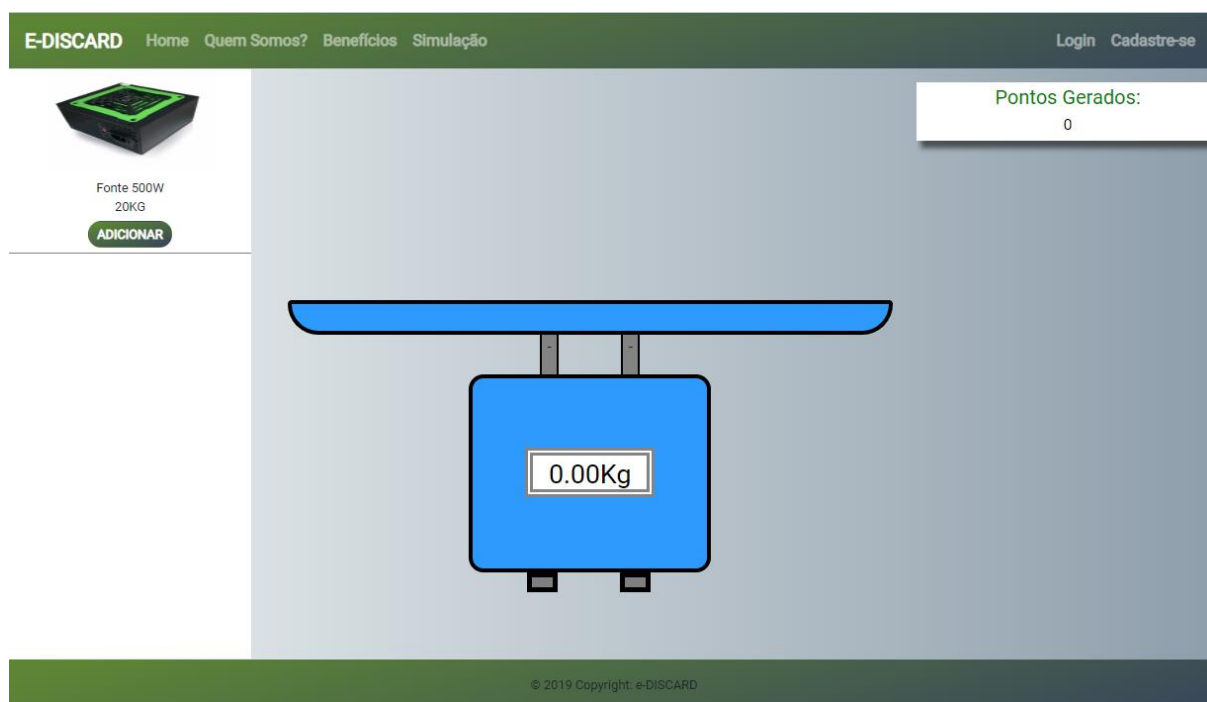 E-DISCARD Home Quem Somos? Benefícios Simulação Login Cadastre-se
Fonte 500W
20KG
ADICIONAR
Pontos Gerados:
0
0.00Kg
© 2019 Copyright: e-DISCARD